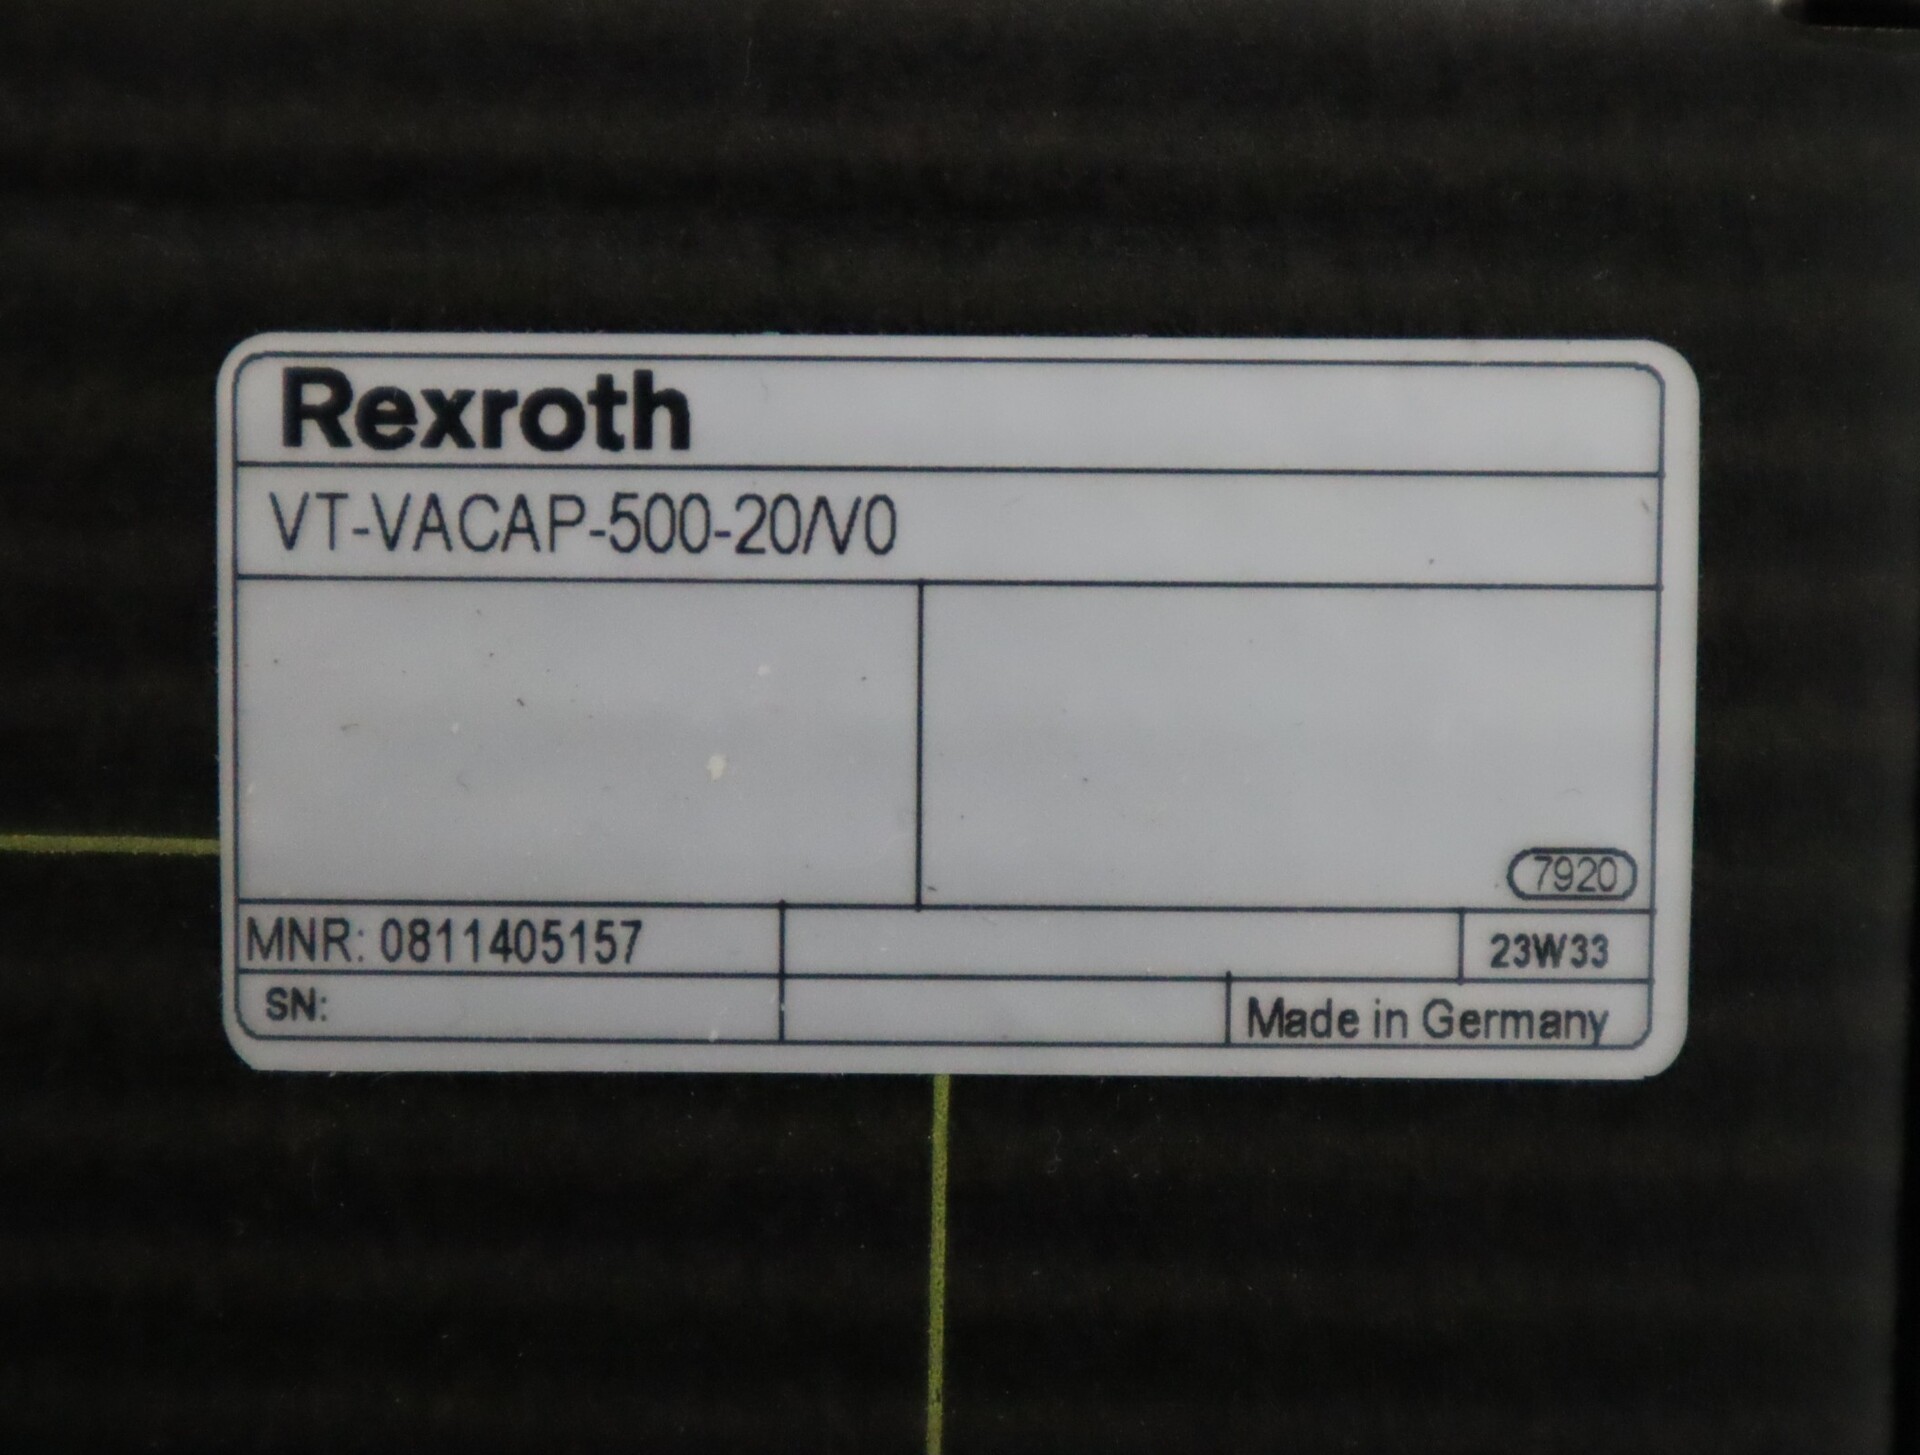 Rexroth
VT-VACAP-500-20/V0
7920
MNR: 0811405157
23W33
SN:
Made in Germany